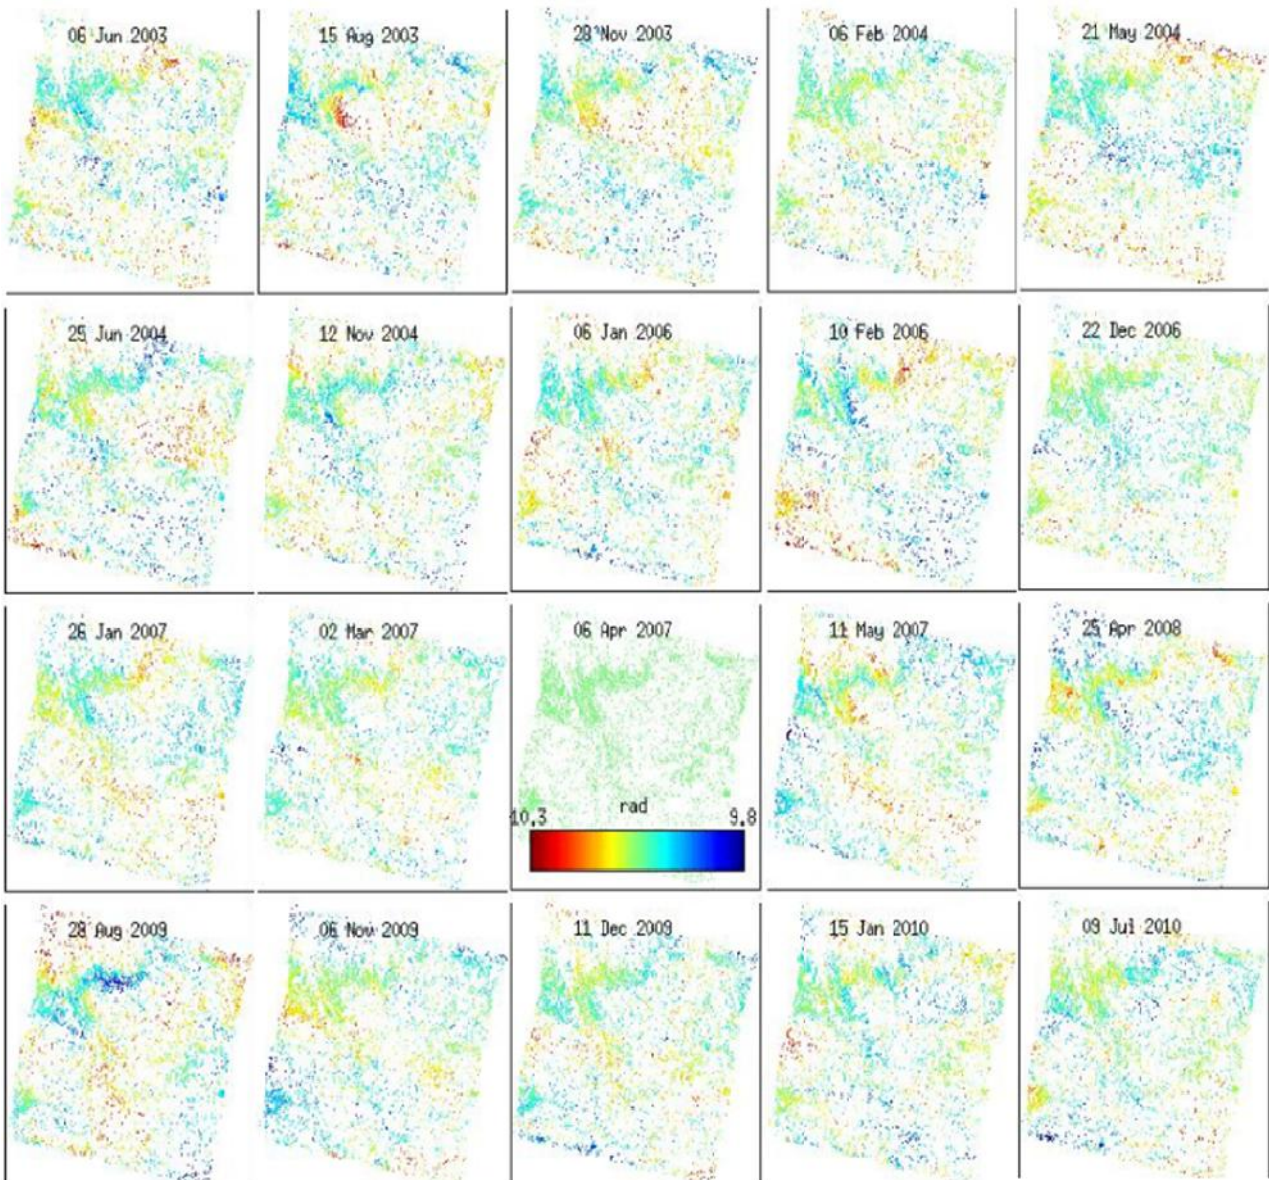 06 Jun 2003
15 Aug 2003
28 Nov 2003
06 Feb 2004
21 May 2004
25 Jun 2004
12 Nov 2004
06 Jan 2006
10 Feb 2006
22 Dec 2006
26 Jan 2007
02 Mar 2007
06 Apr 2007
11 May 2007
25 Apr 2008
rad
10.3
9.8
28 Aug 2009
06 Nov 2009
11 Dec 2009
15 Jan 2010
09 Jul 2010